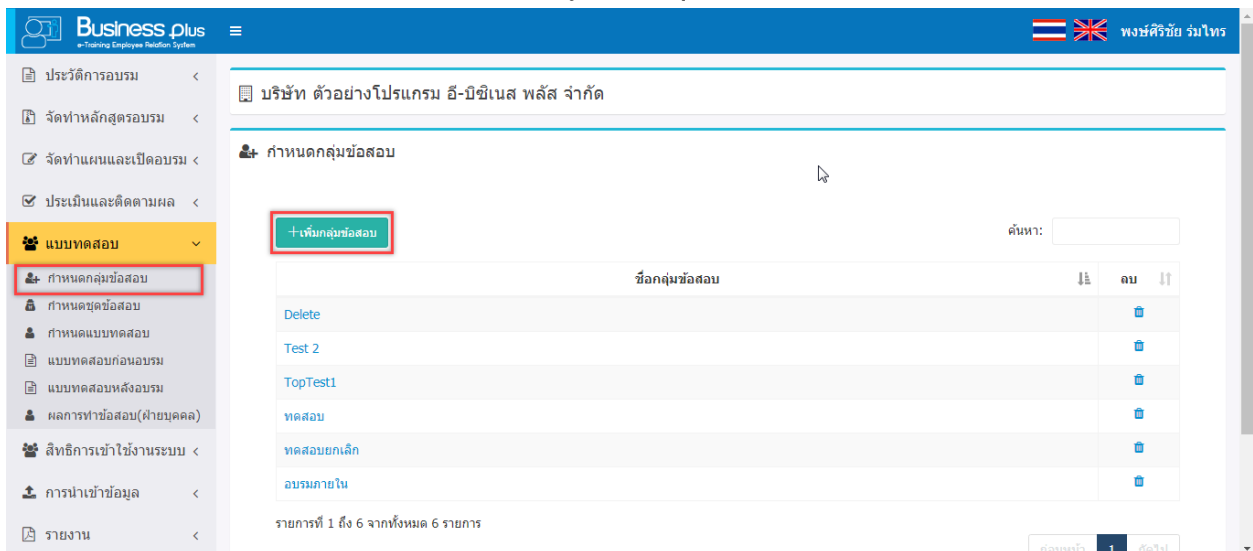 Business Plus
e-Training Employee Relation System
พงษ์ศิริชัย ร่มไทร
ประวัติการอบรม
จัดทำหลักสูตรอบรม
จัดทำแผนและเปิดอบรม
ประเมินและติดตามผล
แบบทดสอบ
กำหนดกลุ่มข้อสอบ
กำหนดชุดข้อสอบ
กำหนดแบบทดสอบ
แบบทดสอบก่อนอบรม
แบบทดสอบหลังอบรม
ผลการทำข้อสอบ(ฝ่ายบุคคล)
สิทธิการเข้าใช้งานระบบ
การนำเข้าข้อมูล
รายงาน
บริษัท ตัวอย่างโปรแกรม อี-บิซิเนส พลัส จำกัด
กำหนดกลุ่มข้อสอบ
+เพิ่มกลุ่มข้อสอบ
ค้นหา:
ชื่อกลุ่มข้อสอบ ลบ
Delete
Test 2
TopTest1
ทดสอบ
ทดสอบยกเลิก
อบรมภายใน
รายการที่ 1 ถึง 6 จากทั้งหมด 6 รายการ
ก่อนหน้า 1 ถัดไป